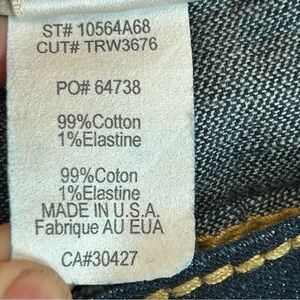 ST# 10564A68
CUT# TRW3676
PO# 64738
99%Cotton
1%Elastine
99%Coton
1%Elastine
MADE IN U.S.A.
Fabrique AU EUA
CA#30427